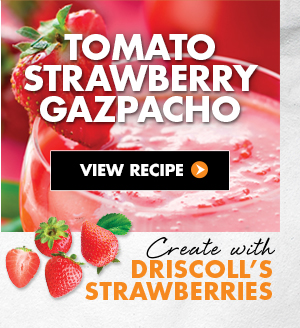 TOMATO
STRAWBERRY
GAZPACHO
VIEW RECIPE
Create with
DRISCOLL'S
STRAWBERRIES